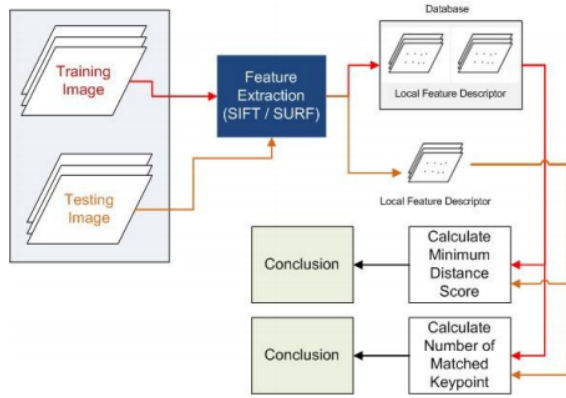 Database
Training
Image
Feature
Extraction
(SIFT / SURF)
Local Feature Descriptor
Testing
Image
Local Feature Descriptor
Conclusion
Calculate
Minimum
Distance
Score
Conclusion
Calculate
Number of
Matched
Keypoint